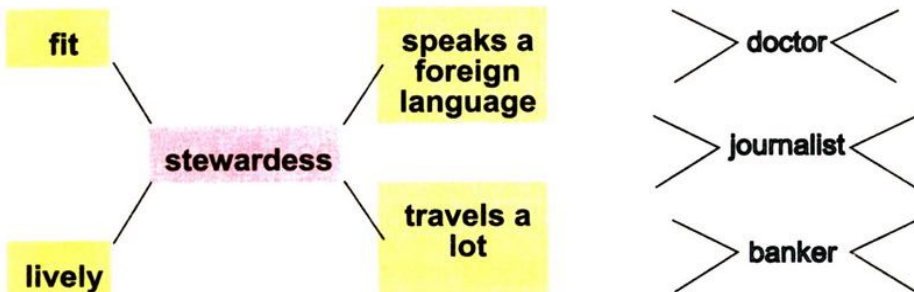 fit
speaks a
foreign
language
stewardess
travels a
lot
lively
doctor
journalist
banker